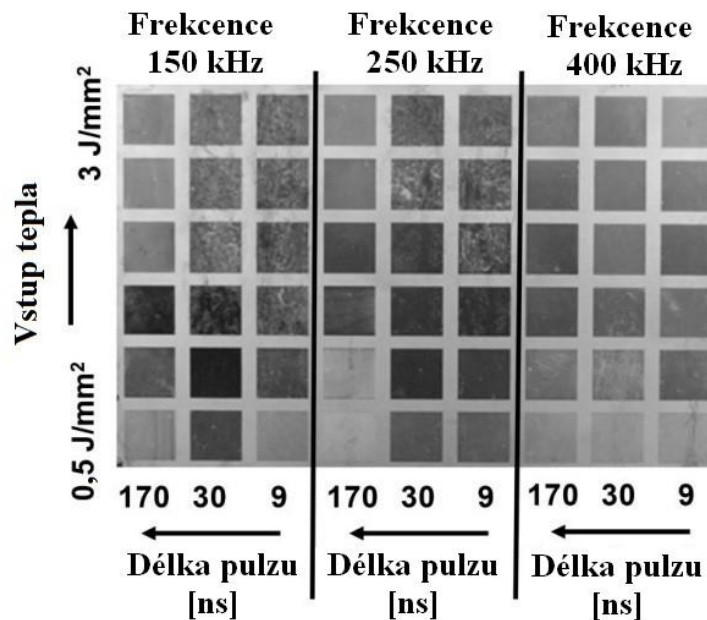 Frekcence
150 kHz
Frekcence
250 kHz
Frekcence
400 kHz
3 J/mm²
Vstup tepla
0,5 J/mm²
170 30 9
170 30 9
170 30 9
Délka pulzu
[ns]
Délka pulzu
[ns]
Délka pulzu
[ns]